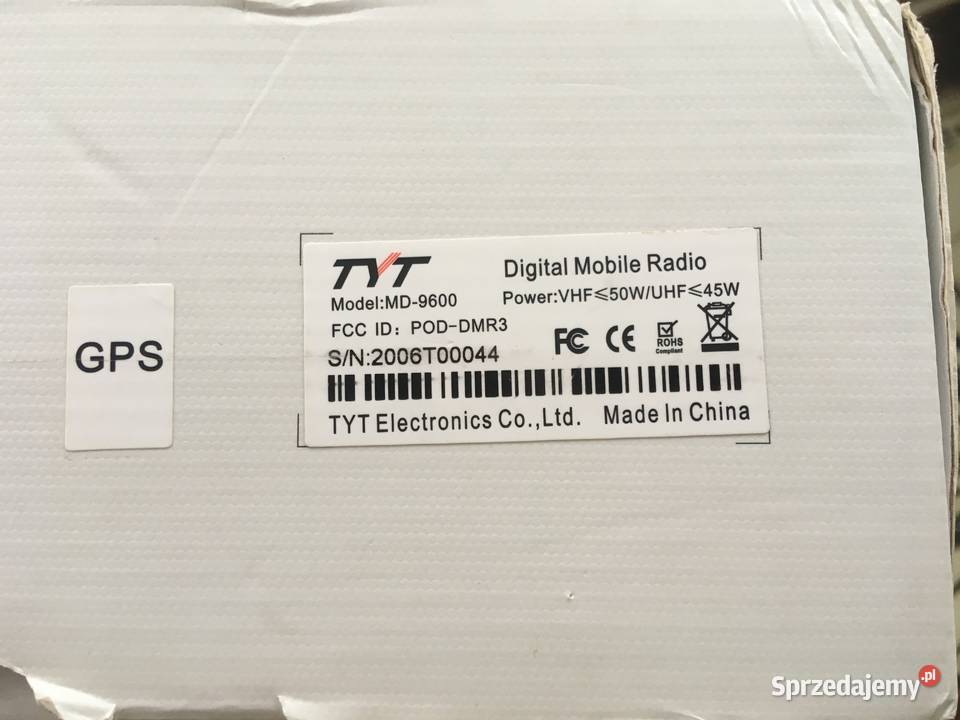 GPS
TYT
Digital Mobile Radio
Model:MD-9600
Power:VHF≤50W/UHF≤45W
FCC ID: POD-DMR3
FC CE ROHS
Compliant
S/N:2006T00044
TYT Electronics Co.,Ltd. Made In China
Sprzedajemy.pl